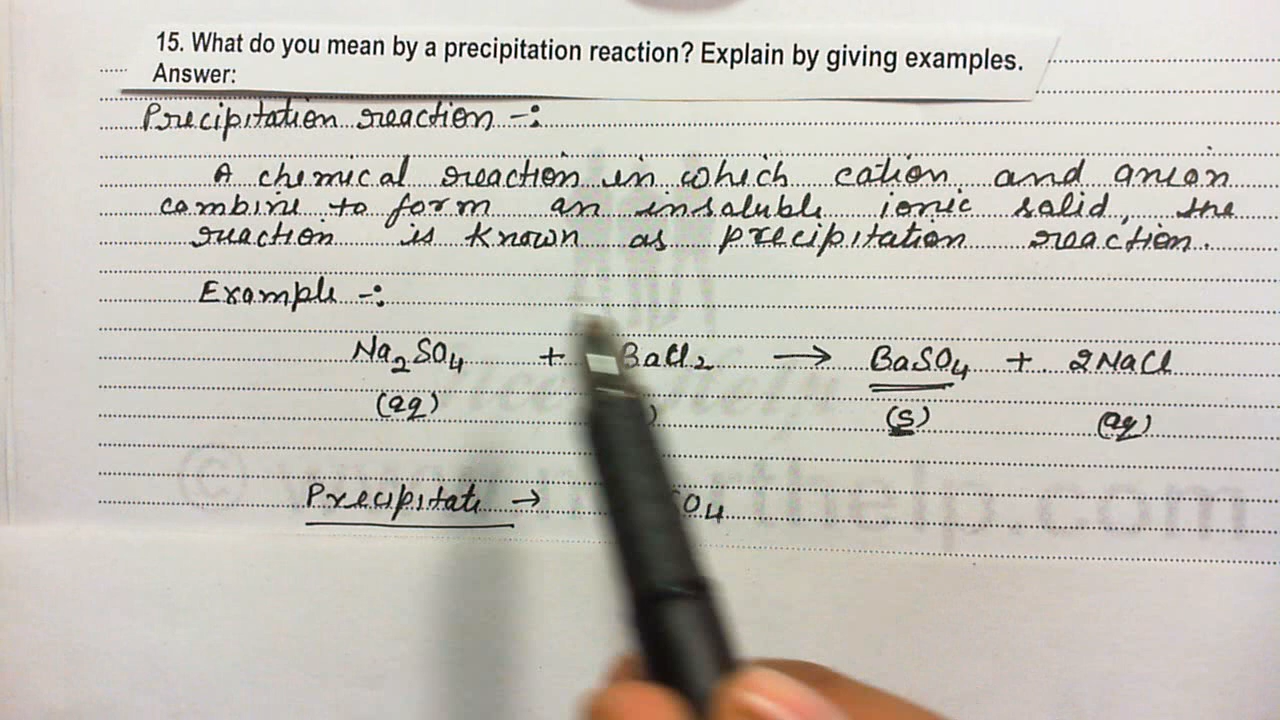 15. What do you mean by a precipitation reaction? Explain by giving examples.
Answer:
Precipitation reaction -:
A chemical reaction in which cation and anion
combine to form an insoluble ionic solid, the
reaction is known as precipitation reaction.
Example -:
Na₂SO₄ + BaCl₂ → BaSO₄ + 2NaCl
(aq) ) (s) (aq)
Precipitate → SO₄